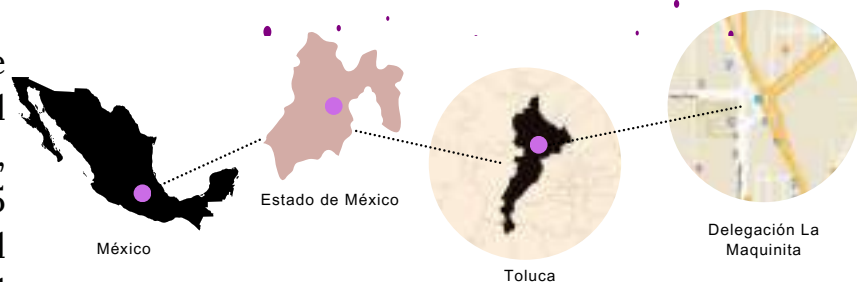 México
Estado de México
Toluca
Delegación La
Maquinita